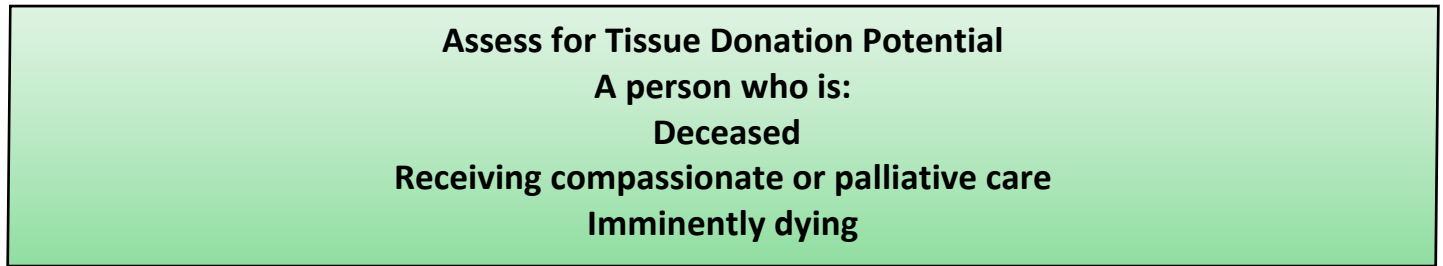 Assess for Tissue Donation Potential
A person who is:
Deceased
Receiving compassionate or palliative care
Imminently dying